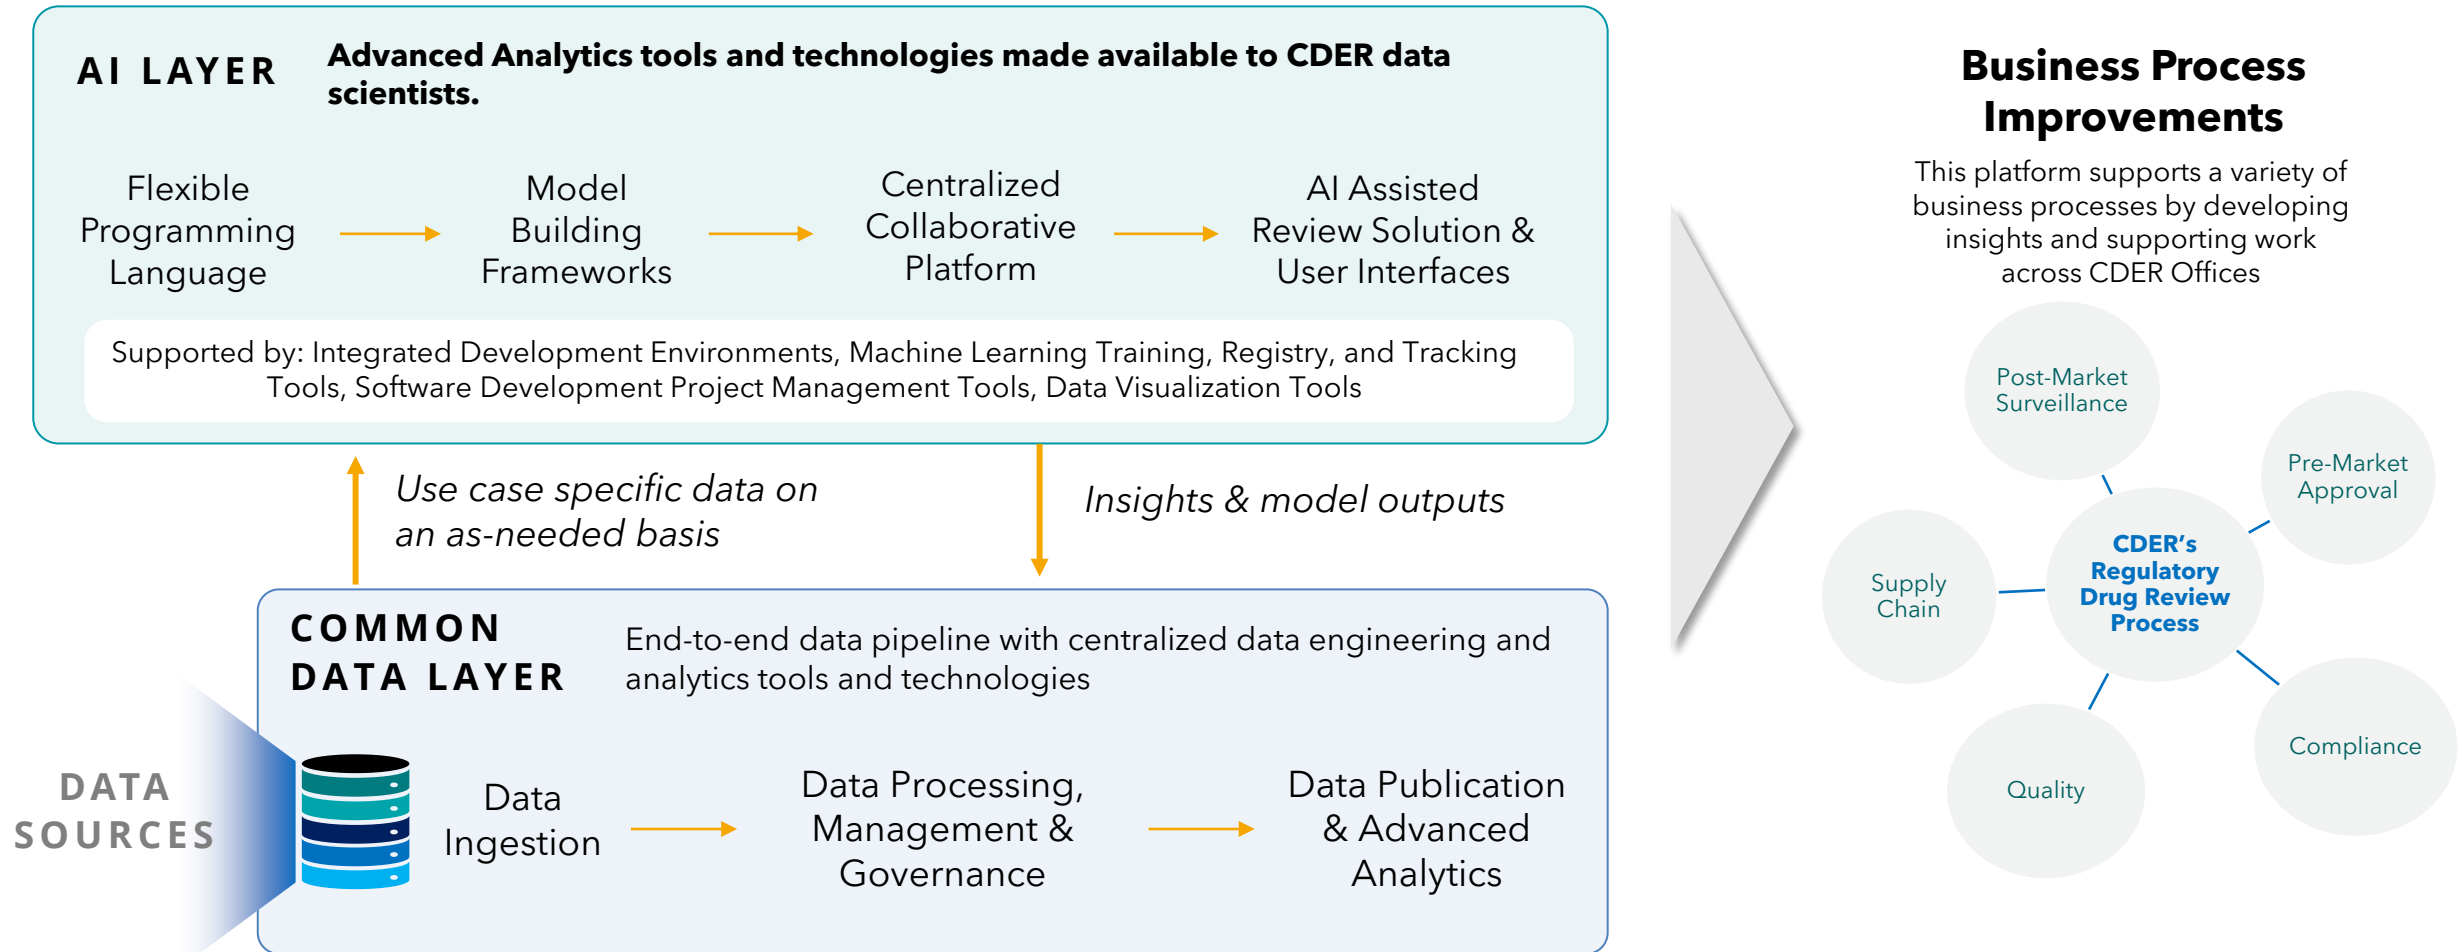 AI LAYER
Advanced Analytics tools and technologies made available to CDER data
scientists.
Flexible
Programming
Language
Model
Building
Frameworks
Centralized
Collaborative
Platform
AI Assisted
Review Solution &
User Interfaces
Supported by: Integrated Development Environments, Machine Learning Training, Registry, and Tracking
Tools, Software Development Project Management Tools, Data Visualization Tools
Use case specific data on
an as-needed basis
Insights & model outputs
COMMON
DATA LAYER
End-to-end data pipeline with centralized data engineering and
analytics tools and technologies
DATA
SOURCES
Data
Ingestion
Data Processing,
Management &
Governance
Data Publication
& Advanced
Analytics
Business Process
Improvements
This platform supports a variety of
business processes by developing
insights and supporting work
across CDER Offices
Post-Market
Surveillance
Pre-Market
Approval
CDER’s
Regulatory
Drug Review
Process
Supply
Chain
Compliance
Quality